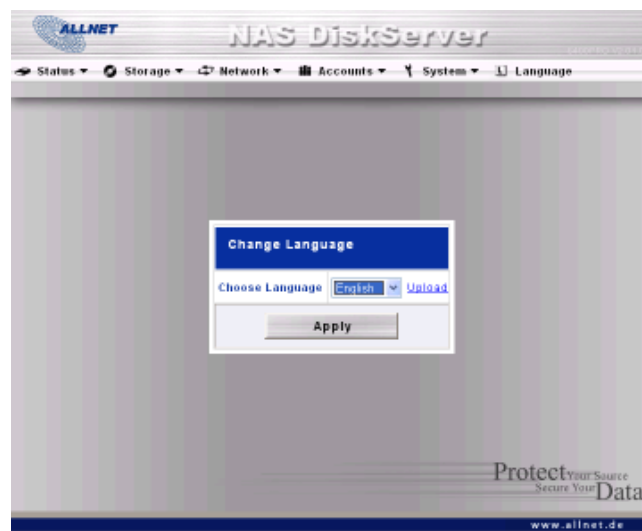 ALLNET
NAS DiskServer
Status Storage Network Accounts System Language
Change Language
Choose Language English Upload
Apply
Protect Your Source
Secure Your Data
www.allnet.de